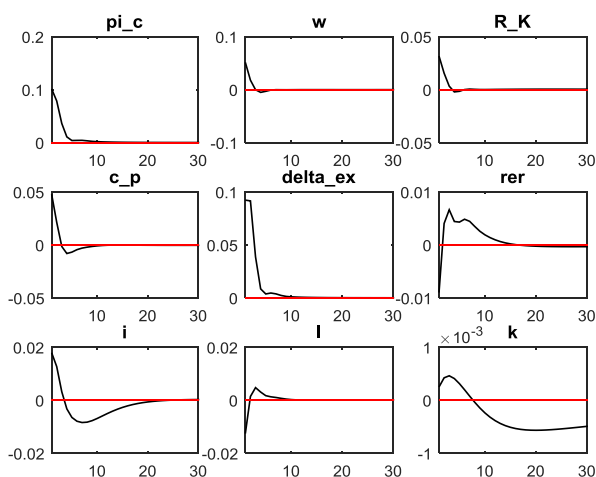 pi_c w R_K
0.2 0.1 0.05
0.1 0 0
0 -0.1 -0.05
10 20 30 10 20 30 10 20 30
c_p delta_ex rer
0.05 0.1 0.01
0 0.05 0
-0.05 0 -0.01
10 20 30 10 20 30 10 20 30
i l k
0.02 0.02 1 × 10⁻³
0 0 0
-0.02 -0.02 -1
10 20 30 10 20 30 10 20 30